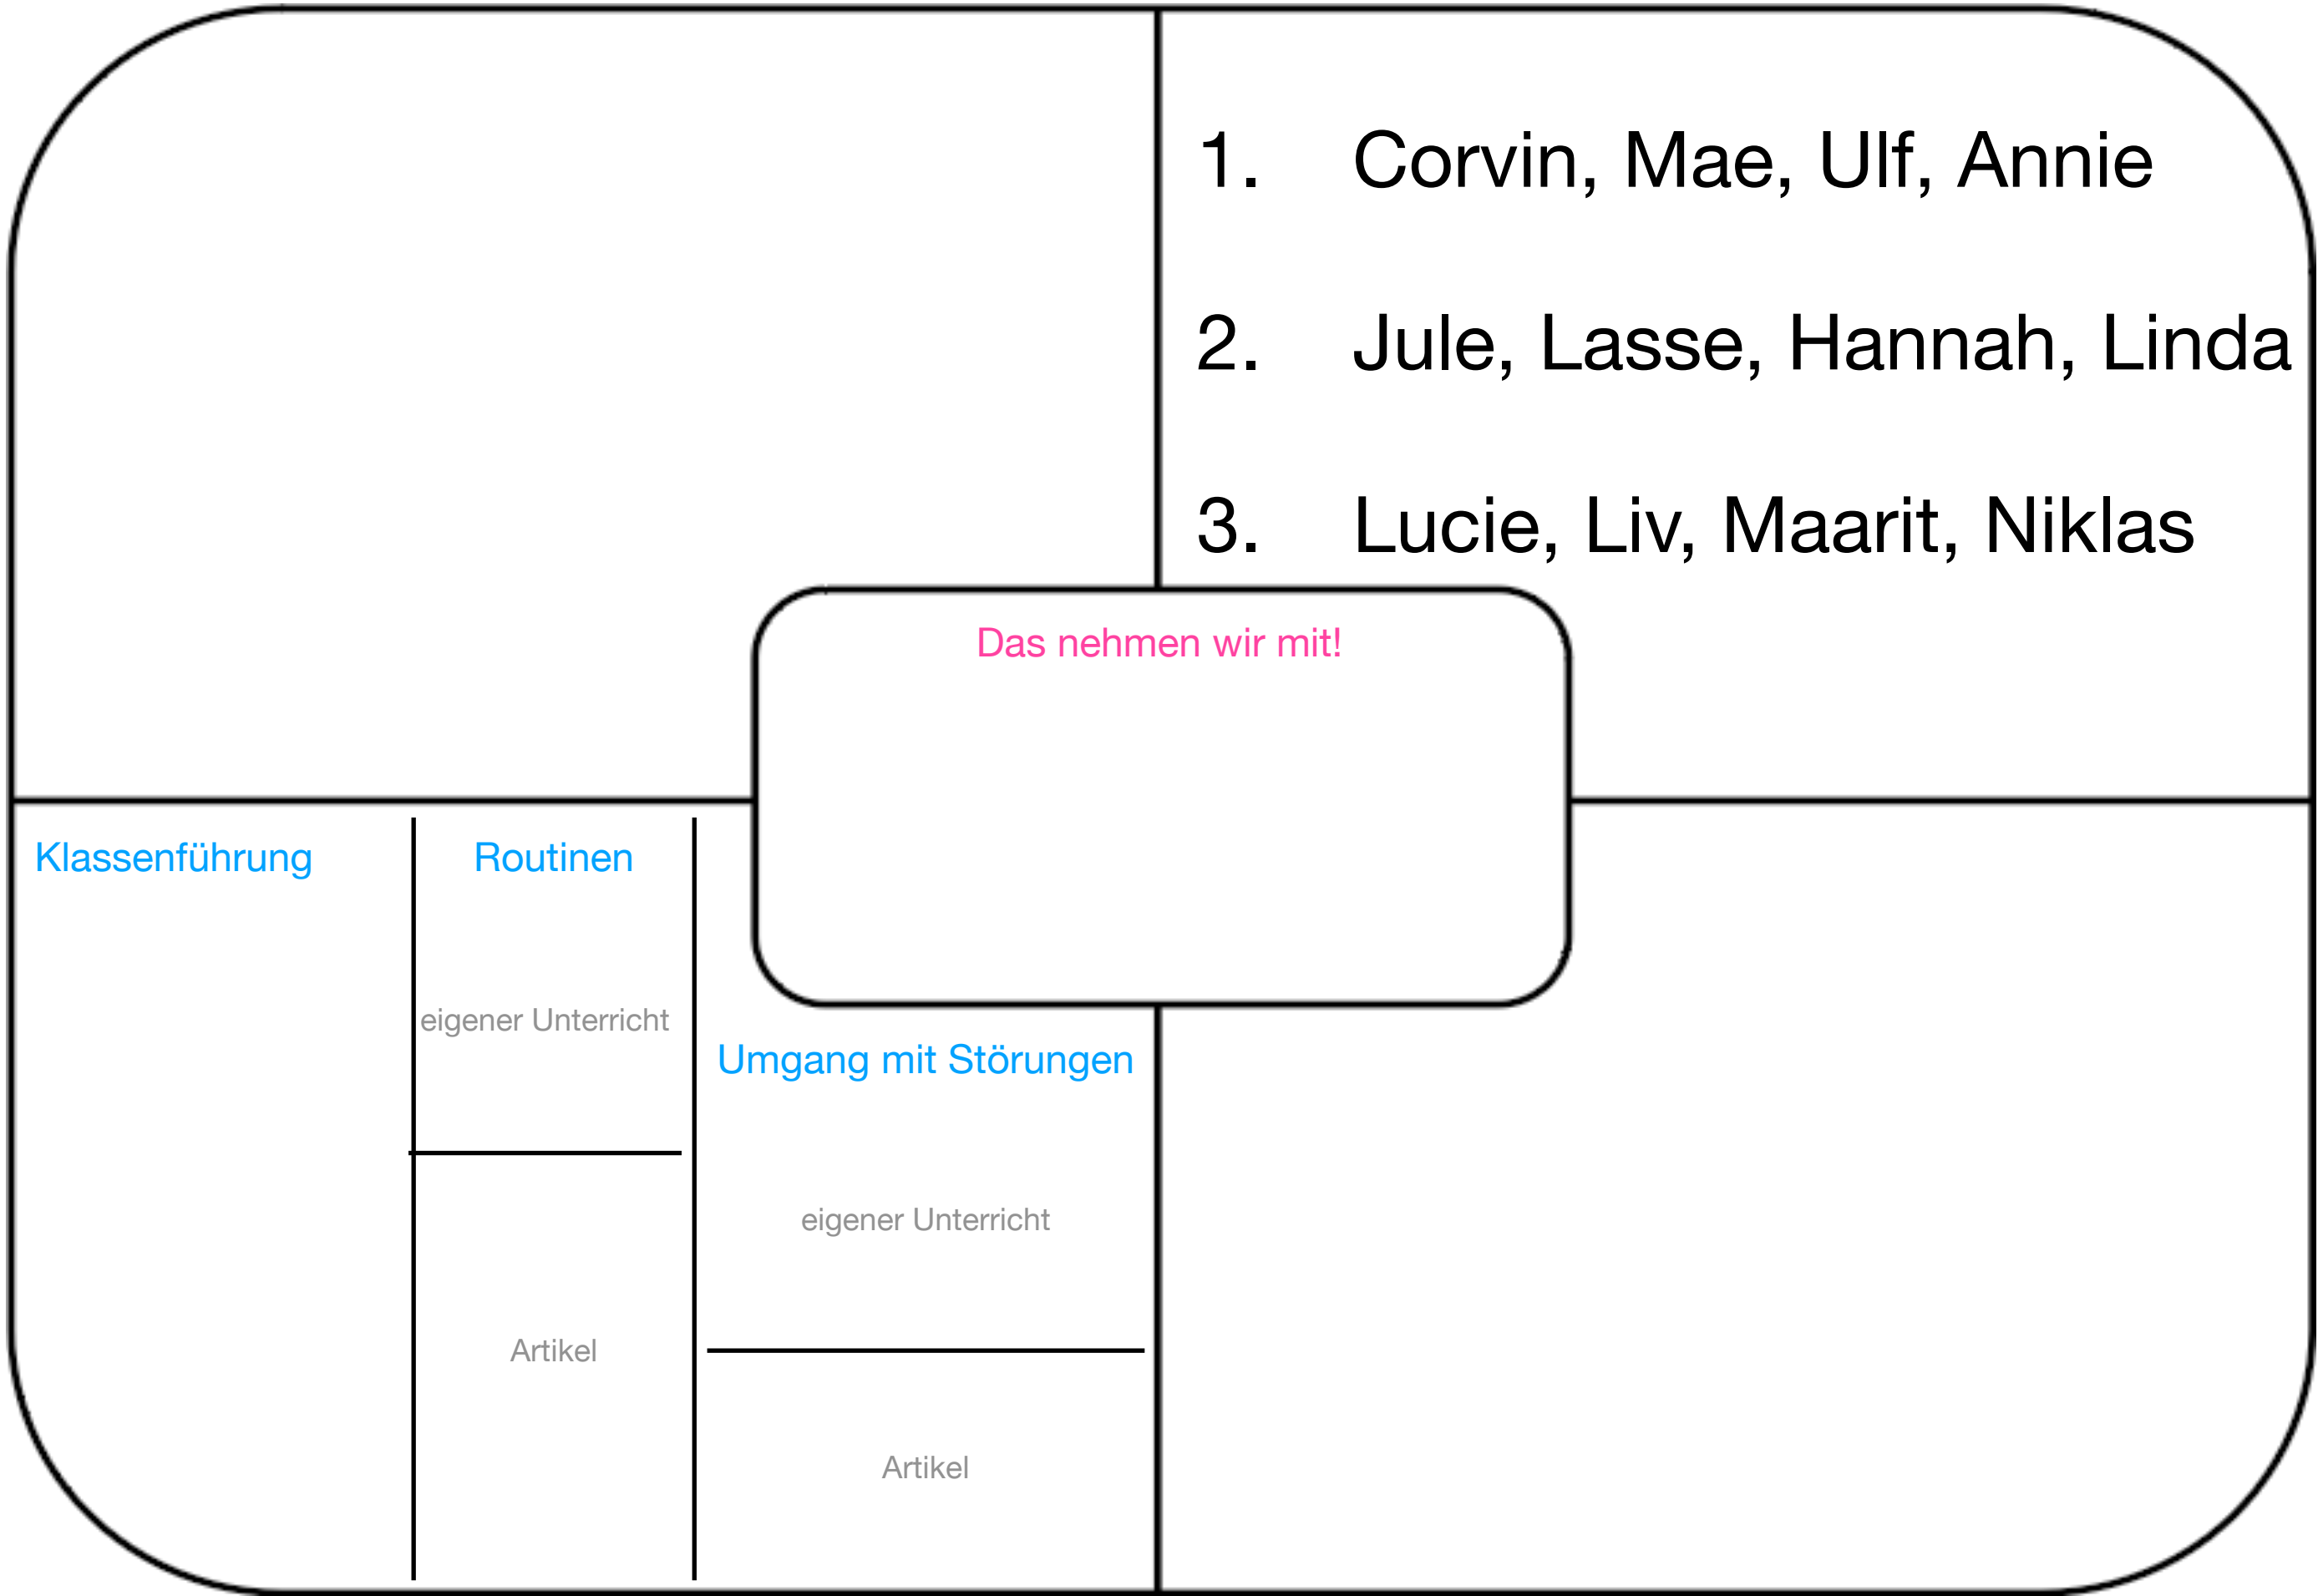 1. Corvin, Mae, Ulf, Annie
2. Jule, Lasse, Hannah, Linda
3. Lucie, Liv, Maarit, Niklas
Das nehmen wir mit!
Klassenführung
Routinen
eigener Unterricht
Artikel
Umgang mit Störungen
eigener Unterricht
Artikel